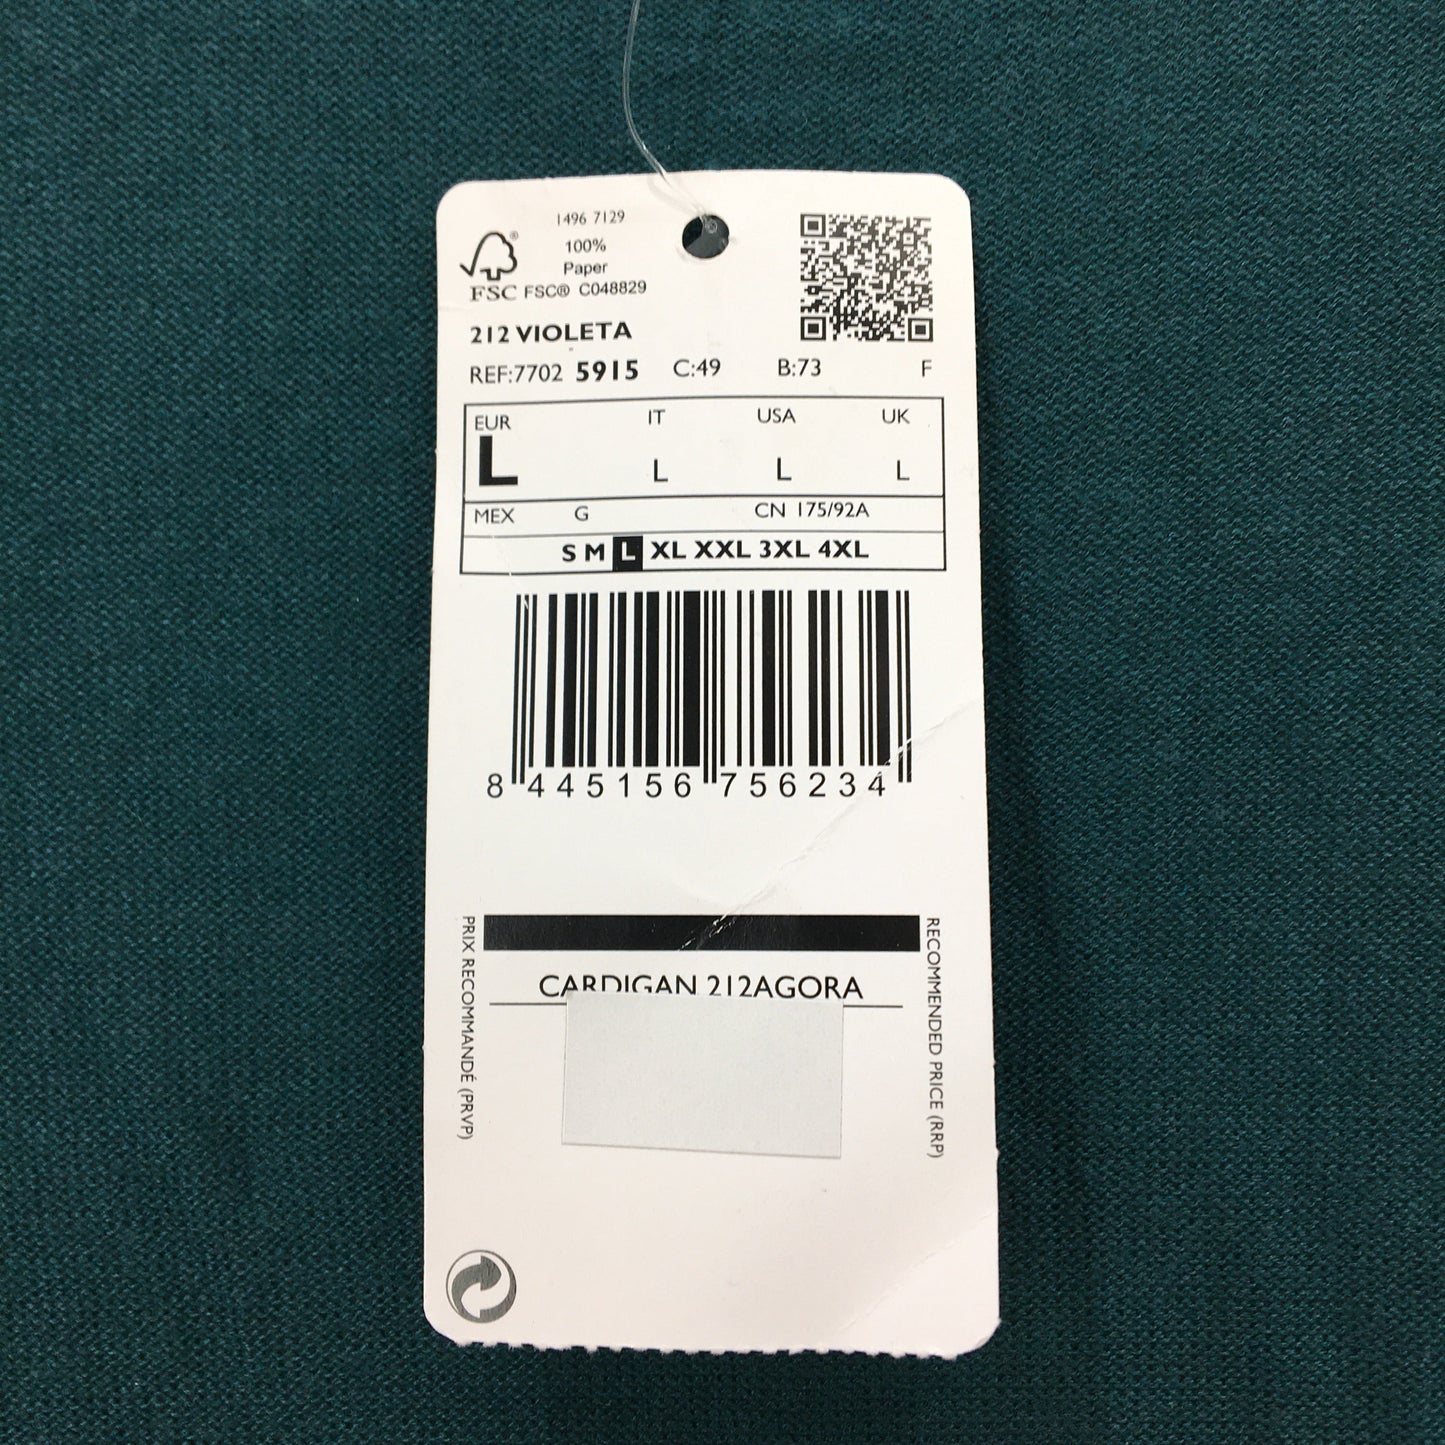 1496 7129
100%
Paper
FSC FSC® C048829
212 VIOLETA
REF:7702 5915 C:49 B:73 F
EUR IT USA UK
L L L L
MEX G CN 175/92A
S M L XL XXL 3XL 4XL
8 445156 756234
PRIX RECOMMANDÉ (PRVP)
RECOMMENDED PRICE (RRP)
CARDIGAN 212AGORA